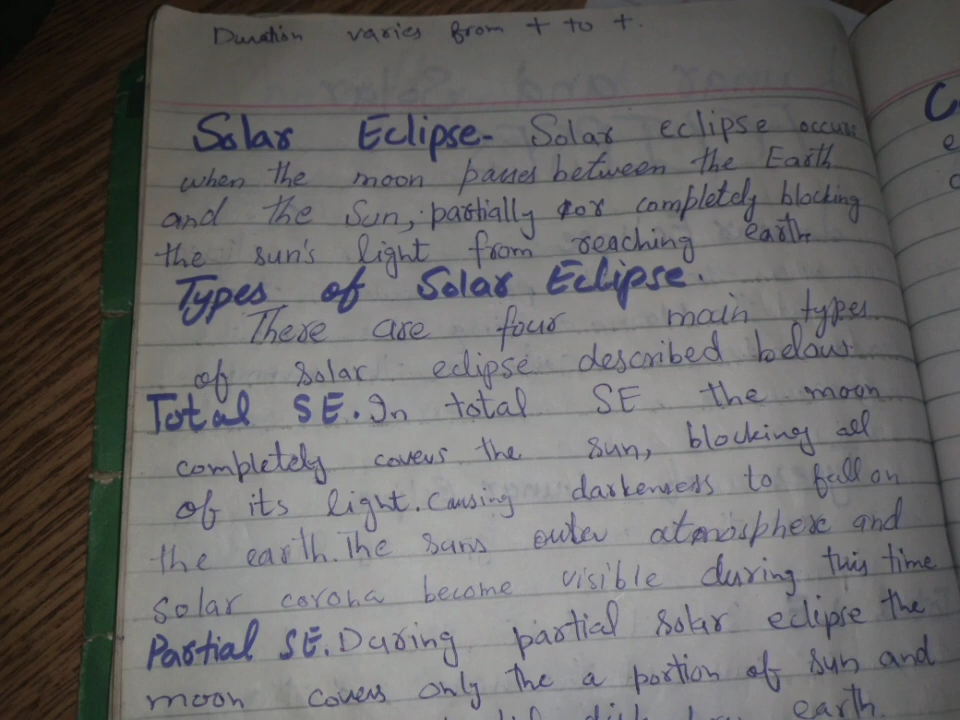 Duration varies from t to t.
Solar Eclipse- Solar eclipse occurs
when the moon passes between the Earth
and the Sun, partially or completely blocking
the sun's light from reaching earth
Types of Solar Eclipse.
There are four main types
of solar eclipse described below:
Total SE. In total SE the moon
completely covers the sun, blocking all
of its light. Causing darkeness to fall on
the earth. The suns outer atmosphere and
solar corona become visible during this time
Partial SE. During partial solar eclipse the
moon covers only the a portion of sun and
earth.
C
e